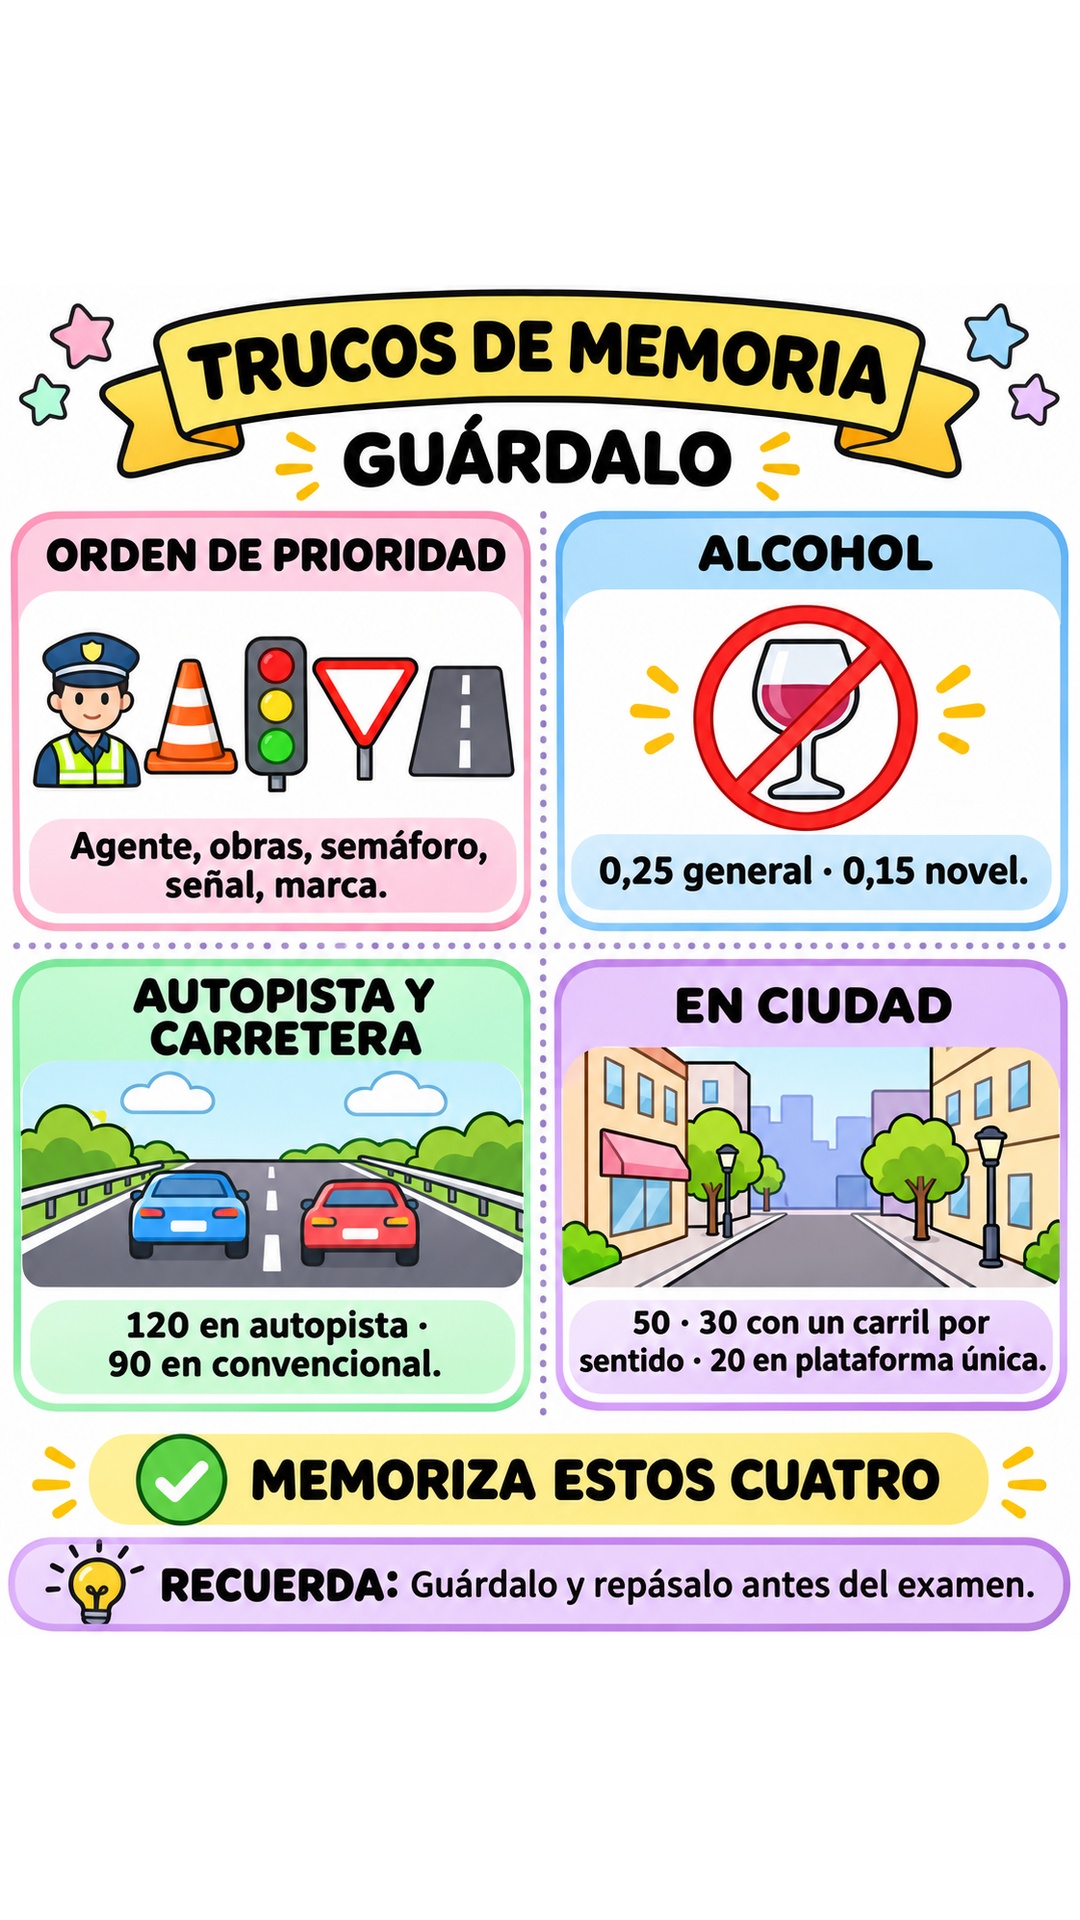 TRUCOS DE MEMORIA
GUÁRDALO
ORDEN DE PRIORIDAD
Agente, obras, semáforo,
señal, marca.
ALCOHOL
0,25 general · 0,15 novel.
AUTOPISTA Y
CARRETERA
120 en autopista ·
90 en convencional.
EN CIUDAD
50 · 30 con un carril por
sentido · 20 en plataforma única.
MEMORIZA ESTOS CUATRO
RECUERDA: Guárdalo y repásalo antes del examen.